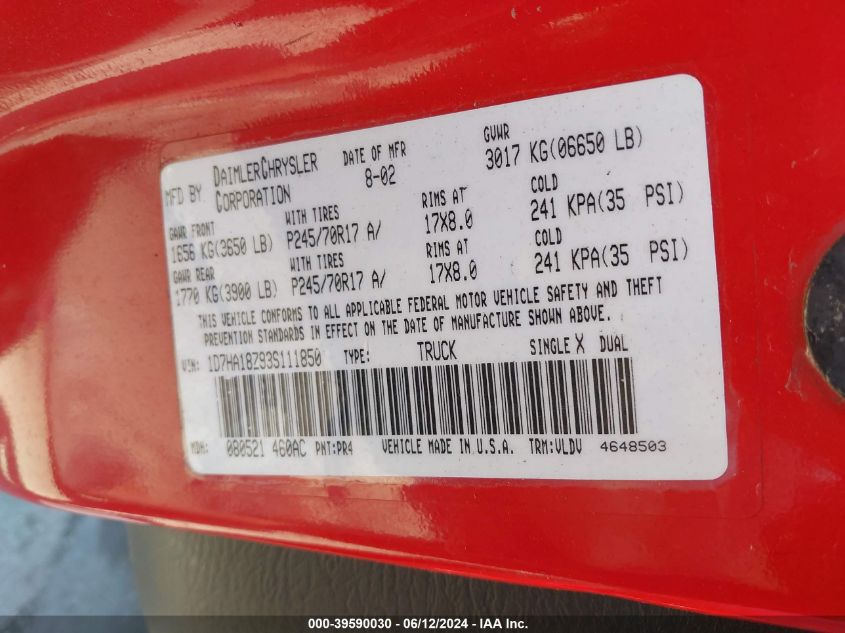 MFD BY DAIMLERCHRYSLER CORPORATION DATE OF MFR 8-02 GVWR 3017 KG(06650 LB)
GAWR FRONT WITH TIRES RIMS AT COLD
1656 KG(3650 LB) P245/70R17 A/ 17X8.0 241 KPA(35 PSI)
GAWR REAR WITH TIRES RIMS AT COLD
1770 KG(3900 LB) P245/70R17 A/ 17X8.0 241 KPA(35 PSI)
THIS VEHICLE CONFORMS TO ALL APPLICABLE FEDERAL MOTOR VEHICLE SAFETY AND THEFT
PREVENTION STANDARDS IN EFFECT ON THE DATE OF MANUFACTURE SHOWN ABOVE.
VIN: 1D7HA18Z93S111850 TYPE: TRUCK SINGLE X DUAL
MDH: 080521 460AC PNT:PR4 VEHICLE MADE IN U.S.A. TRM:VLDV 4648503
000-39590030 - 06/12/2024 - IAA Inc.